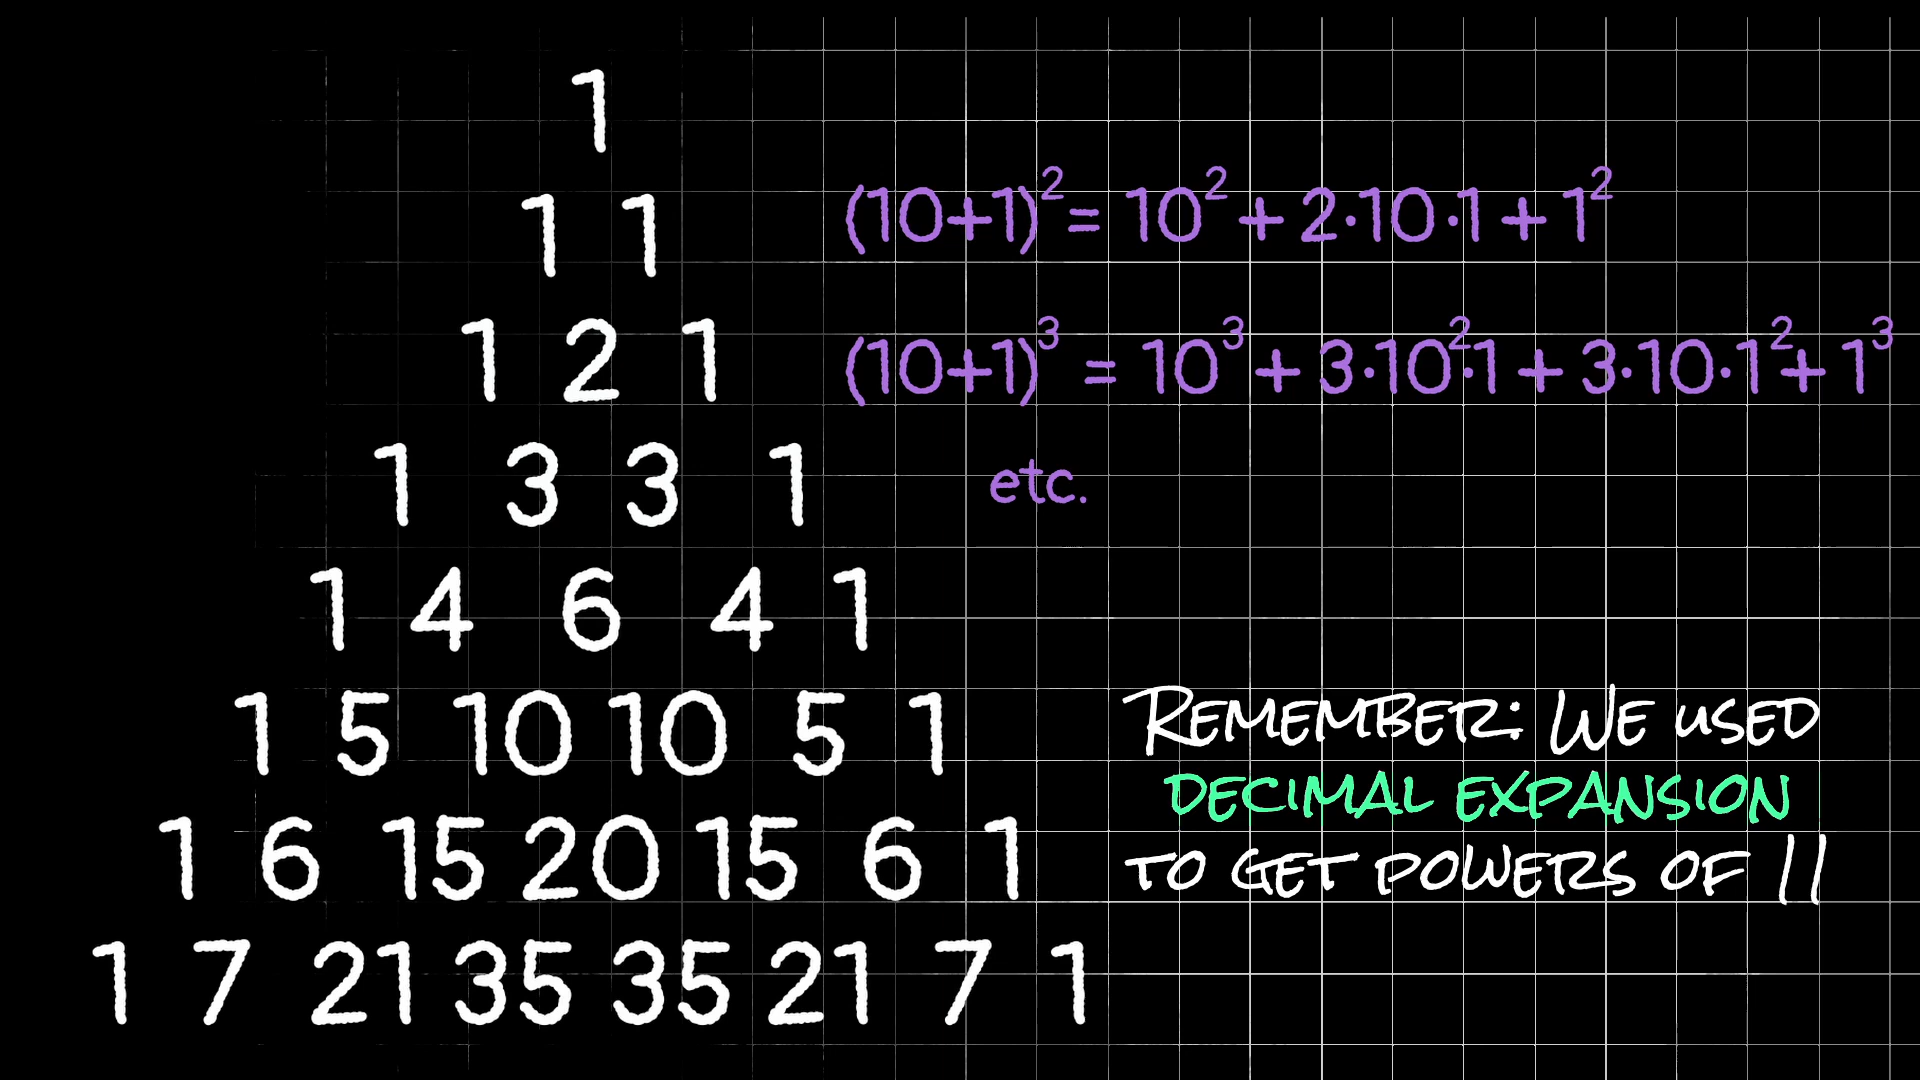 1
1 1
(10+1)² = 10² + 2·10·1 + 1²
1 2 1
(10+1)³ = 10³ + 3·10²·1 + 3·10·1² + 1³
1 3 3 1
etc.
1 4 6 4 1
1 5 10 10 5 1
1 6 15 20 15 6 1
1 7 21 35 35 21 7 1
REMEMBER: WE USED
DECIMAL EXPANSION
TO GET POWERS OF 11